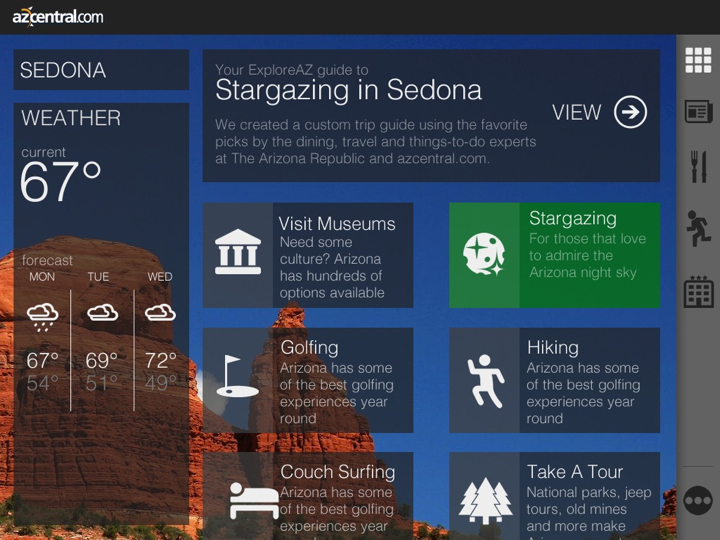 azcentral.com
SEDONA
WEATHER
current
67°
forecast
MON TUE WED
67° 69° 72°
54° 51° 49°
Your ExploreAZ guide to
Stargazing in Sedona
We created a custom trip guide using the favorite
picks by the dining, travel and things-to-do experts
at The Arizona Republic and azcentral.com.
VIEW
Visit Museums
Need some
culture? Arizona
has hundreds of
options available
Stargazing
For those that love
to admire the
Arizona night sky
Golfing
Arizona has some
of the best golfing
experiences year
round
Hiking
Arizona has some
of the best golfing
experiences year
round
Couch Surfing
Arizona has some
of the best golfing
experiences year
Take A Tour
National parks, jeep
tours, old mines
and more make